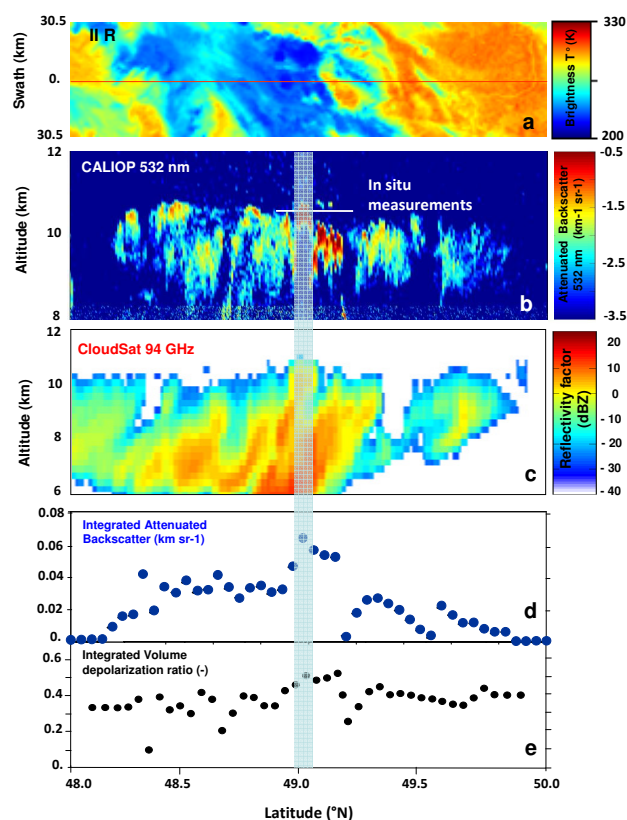 II R
30.5
0.
30.5
Swath (km)
a
330
200
Brightness T°(K)
12
10
8
Altitude (km)
CALIOP 532 nm
In situ
measurements
b
-0.5
-1.5
-2.5
-3.5
Attenuated Backscatter
532 nm (km-1 sr-1)
12
10
8
6
Altitude (km)
CloudSat 94 GHz
c
20
10
0
-10
-20
-30
-40
Reflectivity factor
(dBZ)
0.08
0.06
0.04
0.02
0.
Integrated Attenuated
Backscatter (km sr-1)
d
0.6
0.4
0.2
0.
Integrated Volume
depolarization ratio (-)
e
48.0
48.5
49.0
49.5
50.0
Latitude (°N)